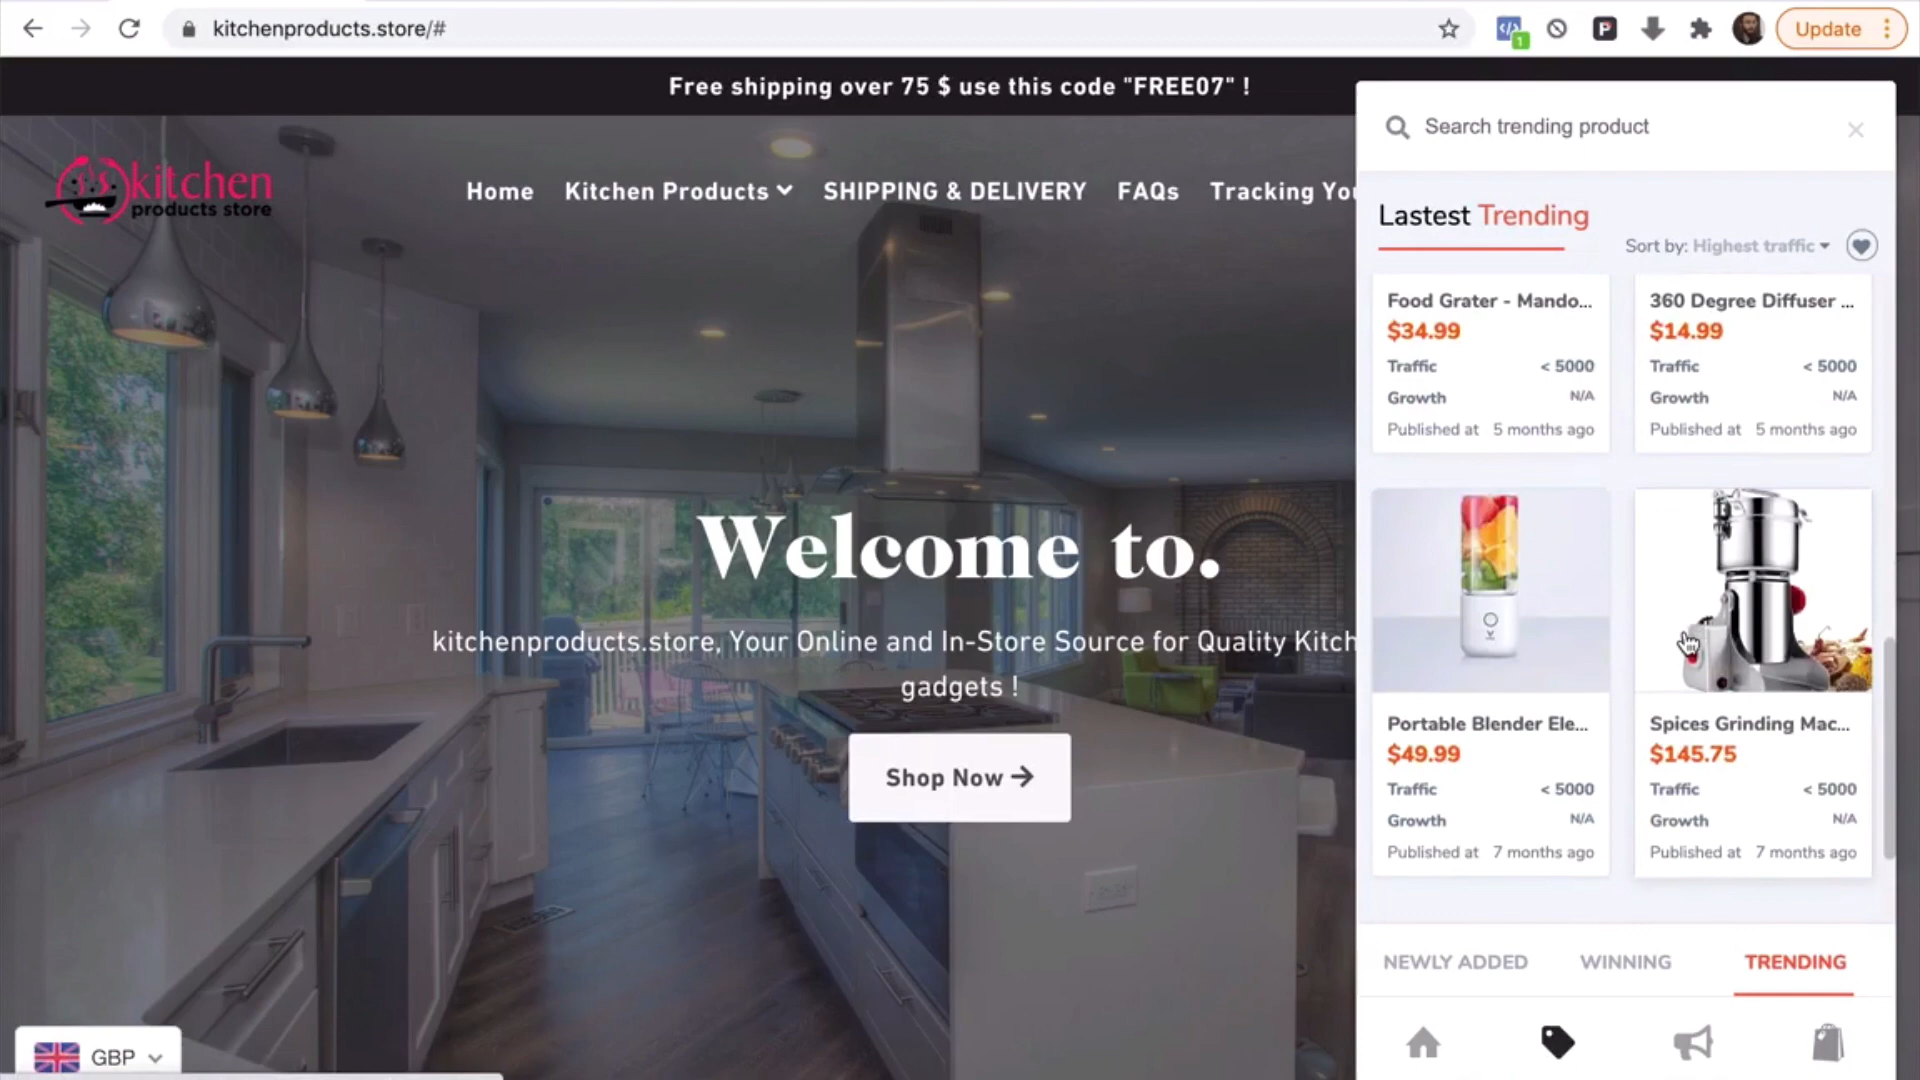 kitchenproducts.store/#
1
P
Update
Free shipping over 75 $ use this code "FREE07" !
kitchen
products store
Home
Kitchen Products
SHIPPING & DELIVERY
FAQs
Tracking You
Welcome to.
kitchenproducts.store, Your Online and In-Store Source for Quality Kitch
gadgets !
Shop Now
GBP
Search trending product
Lastest Trending
Sort by: Highest traffic
Food Grater - Mando...
$34.99
Traffic < 5000
Growth N/A
Published at 5 months ago
360 Degree Diffuser ...
$14.99
Traffic < 5000
Growth N/A
Published at 5 months ago
Portable Blender Ele...
$49.99
Traffic < 5000
Growth N/A
Published at 7 months ago
Spices Grinding Mac...
$145.75
Traffic < 5000
Growth N/A
Published at 7 months ago
NEWLY ADDED
WINNING
TRENDING